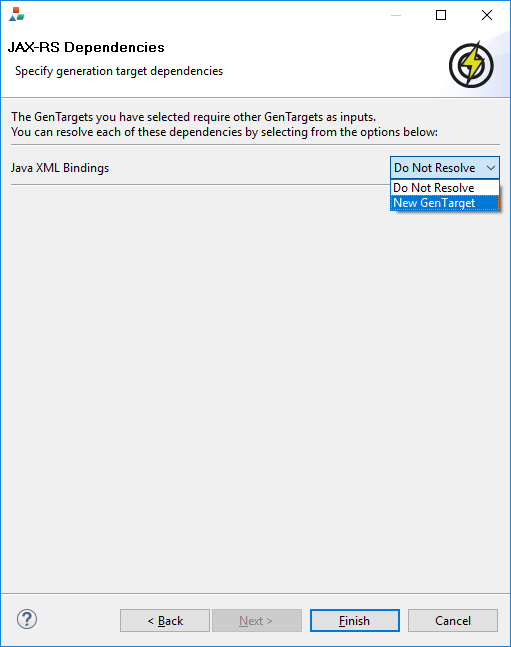 JAX-RS Dependencies
Specify generation target dependencies
The GenTargets you have selected require other GenTargets as inputs.
You can resolve each of these dependencies by selecting from the options below:
Java XML Bindings
Do Not Resolve
Do Not Resolve
New GenTarget
?
< Back
Next >
Finish
Cancel